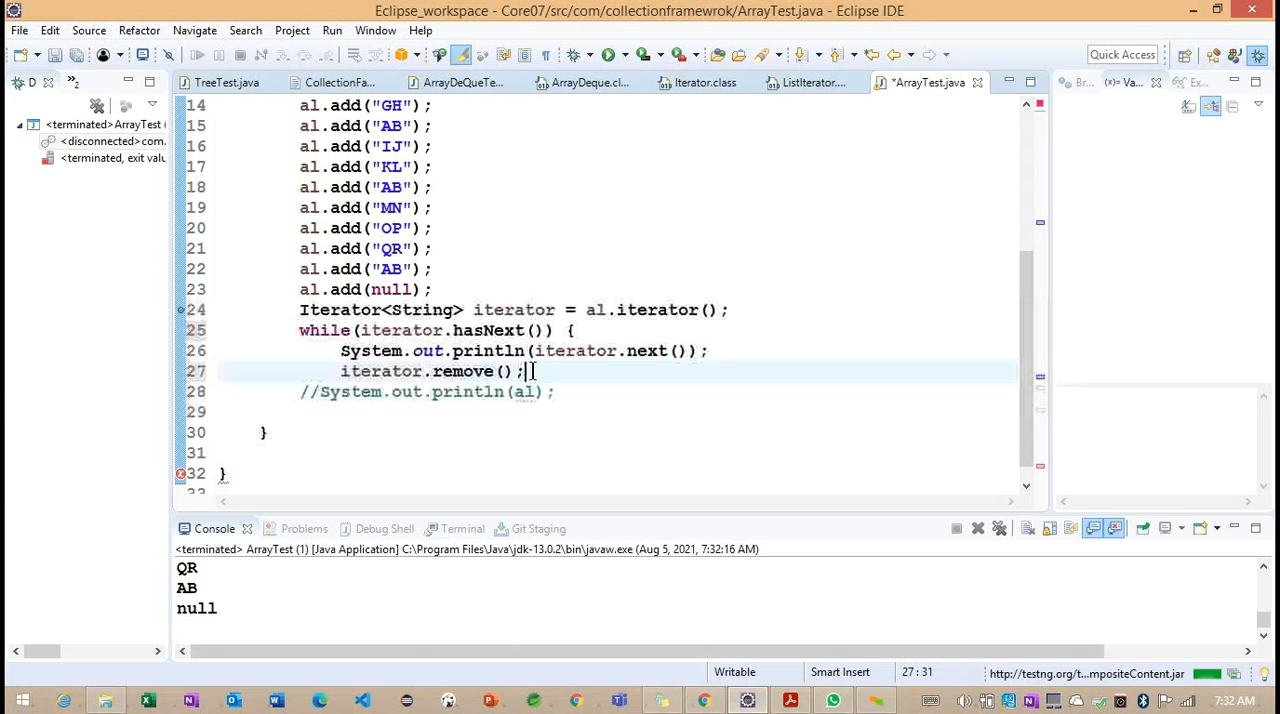 Eclipse_workspace - Core07/src/com/collectionframewrok/ArrayTest.java - Eclipse IDE
File Edit Source Refactor Navigate Search Project Run Window Help
Quick Access
D »2
TreeTest.java CollectionFa... ArrayDeQueTe... ArrayDeque.cl... Iterator.class ListIterator.... *ArrayTest.java
Br (x)= Va... Ex...
<terminated>ArrayTest (
<disconnected>com.
<terminated, exit valu
14 al.add("GH");
15 al.add("AB");
16 al.add("IJ");
17 al.add("KL");
18 al.add("AB");
19 al.add("MN");
20 al.add("OP");
21 al.add("QR");
22 al.add("AB");
23 al.add(null);
24 Iterator<String> iterator = al.iterator();
25 while(iterator.hasNext()) {
26 System.out.println(iterator.next());
27 iterator.remove();
28 //System.out.println(al);
29
30 }
31
32 }
33
Console Problems Debug Shell Terminal Git Staging
<terminated> ArrayTest (1) [Java Application] C:\Program Files\Java\jdk-13.0.2\bin\javaw.exe (Aug 5, 2021, 7:32:16 AM)
QR
AB
null
Writable Smart Insert 27 : 31 http://testng.org/t...mpositeContent.jar
7:32 AM